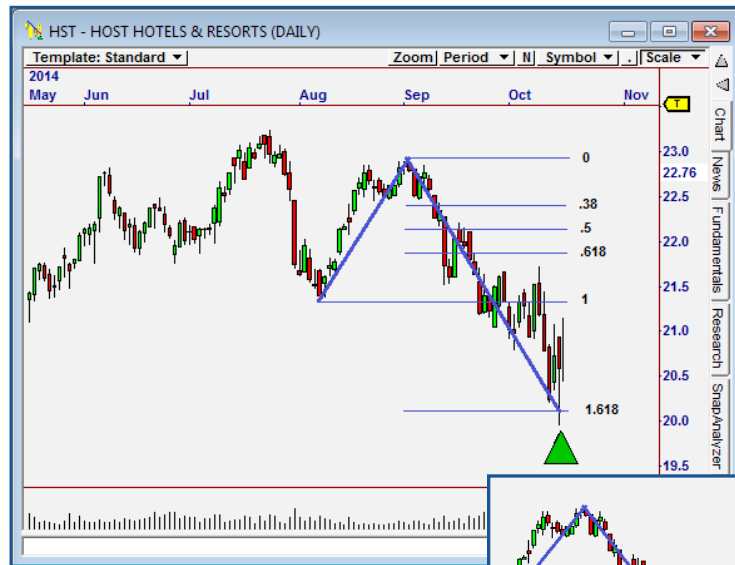 HST - HOST HOTELS & RESORTS (DAILY)
Template: Standard Zoom Period N Symbol . Scale
2014
May Jun Jul Aug Sep Oct Nov
T
23.0
22.76
22.5
22.0
21.5
21.0
20.5
20.0
19.5
0
.38
.5
.618
1
1.618
Chart
News
Fundamentals
Research
SnapAnalyzer